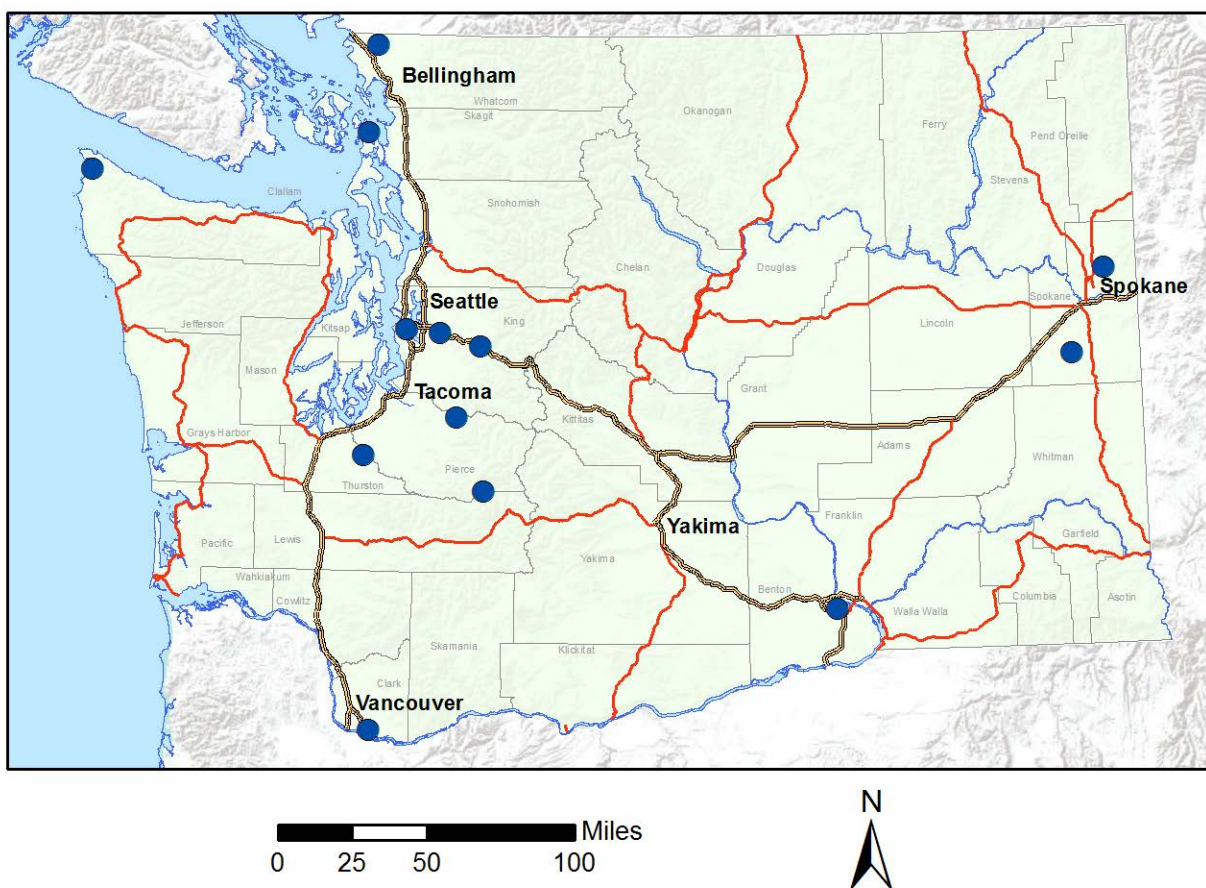 Bellingham
Whatcom
Skagit
Okanogan
Ferry
Pend Oreille
Stevens
Clallam
Snohomish
Chelan
Douglas
Spokane
Spokane
Seattle
King
Lincoln
Jefferson
Kitsap
Mason
Grant
Tacoma
Kittitas
Grays Harbor
Adams
Pierce
Whitman
Thurston
Franklin
Yakima
Garfield
Pacific
Lewis
Yakima
Wahkiakum
Benton
Columbia
Asotin
Cowlitz
Walla Walla
Skamania
Klickitat
Clark
Vancouver
N
Miles
0 25 50 100